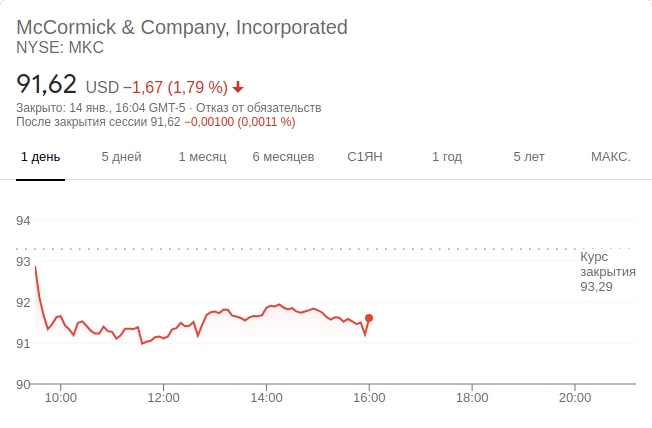 McCormick & Company, Incorporated
NYSE: MKC
91,62 USD −1,67 (1,79 %)
Закрыто: 14 янв., 16:04 GMT-5 · Отказ от обязательств
После закрытия сессии 91,62 −0,00100 (0,0011 %)
1 день 5 дней 1 месяц 6 месяцев С1ЯН 1 год 5 лет МАКС.
94
93
92
91
90
Курс
закрытия
93,29
10:00 12:00 14:00 16:00 18:00 20:00